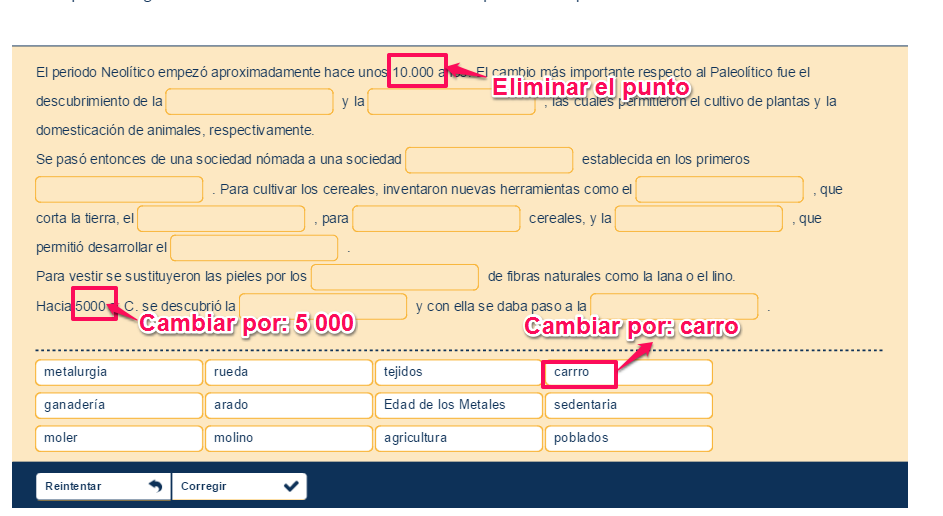 El periodo Neolítico empezó aproximadamente hace unos 10.000 El cambio más importante respecto al Paleolítico fue el
Eliminar el punto
descubrimiento de la y la , las cuales permitieron el cultivo de plantas y la
domesticación de animales, respectivamente.
Se pasó entonces de una sociedad nómada a una sociedad establecida en los primeros
. Para cultivar los cereales, inventaron nuevas herramientas como el , que
corta la tierra, el , para cereales, y la , que
permitió desarrollar el .
Para vestir se sustituyeron las pieles por los de fibras naturales como la lana o el lino.
Hacia 5000 C. se descubrió la y con ella se daba paso a la .
Cambiar por: 5 000
Cambiar por: carro
metalurgia rueda tejidos carrro
ganadería arado Edad de los Metales sedentaria
moler molino agricultura poblados
Reintentar Corregir